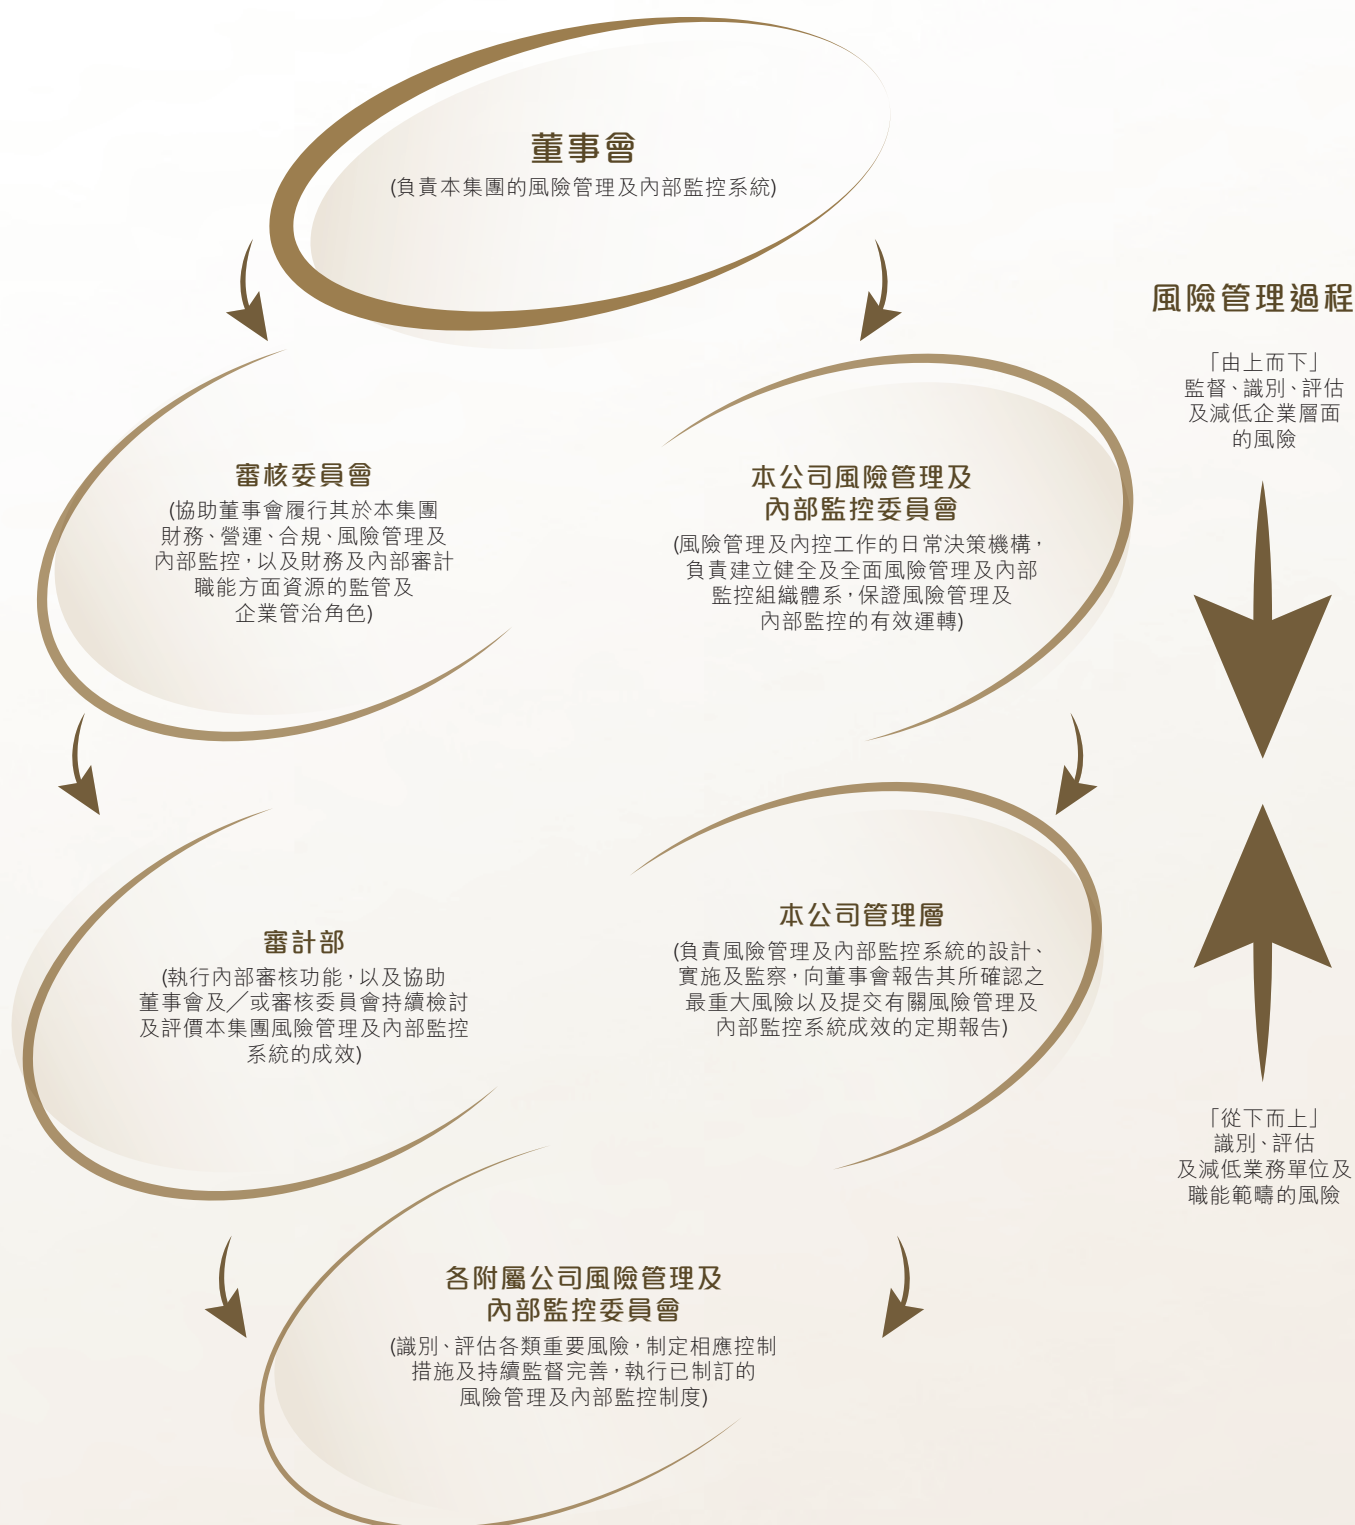 董事會
(負責本集團的風險管理及內部監控系統)
風險管理過程
「由上而下」
監督、識別、評估
及減低企業層面
的風險
審核委員會
(協助董事會履行其於本集團
財務、營運、合規、風險管理及
內部監控，以及財務及內部審計
職能方面資源的監管及
企業管治角色)
本公司風險管理及
內部監控委員會
(風險管理及內控工作的日常決策機構，
負責建立健全及全面風險管理及內部
監控組織體系，保證風險管理及
內部監控的有效運轉)
審計部
(執行內部審核功能，以及協助
董事會及／或審核委員會持續檢討
及評價本集團風險管理及內部監控
系統的成效)
本公司管理層
(負責風險管理及內部監控系統的設計、
實施及監察，向董事會報告其所確認之
最重大風險以及提交有關風險管理及
內部監控系統成效的定期報告)
「從下而上」
識別、評估
及減低業務單位及
職能範疇的風險
各附屬公司風險管理及
內部監控委員會
(識別、評估各類重要風險，制定相應控制
措施及持續監督完善，執行已制訂的
風險管理及內部監控制度)